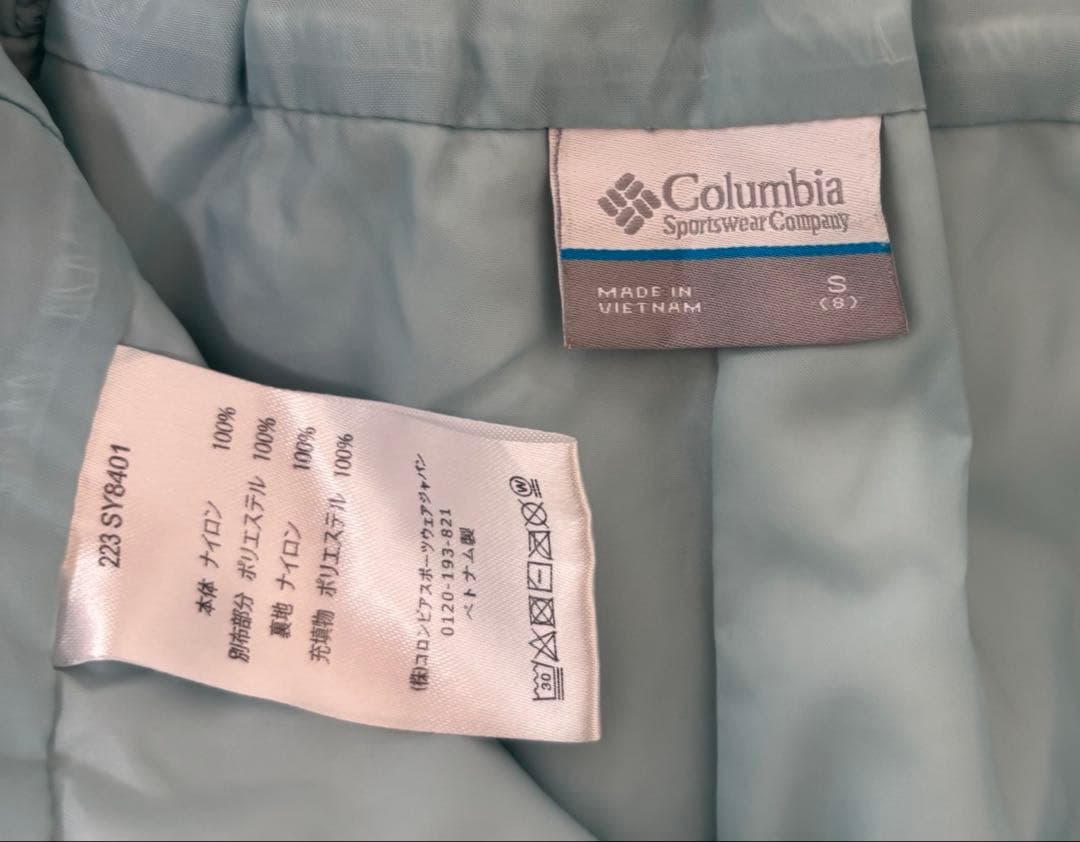 Columbia
Sportswear Company
MADE IN
VIETNAM
S
(8)
223 SY8401
本体 ナイロン 100%
別布部分 ポリエステル 100%
裏地 ナイロン 100%
充填物 ポリエステル 100%
(株)コロンビアスポーツウェアジャパン
0120-193-821
ベトナム製
30
W